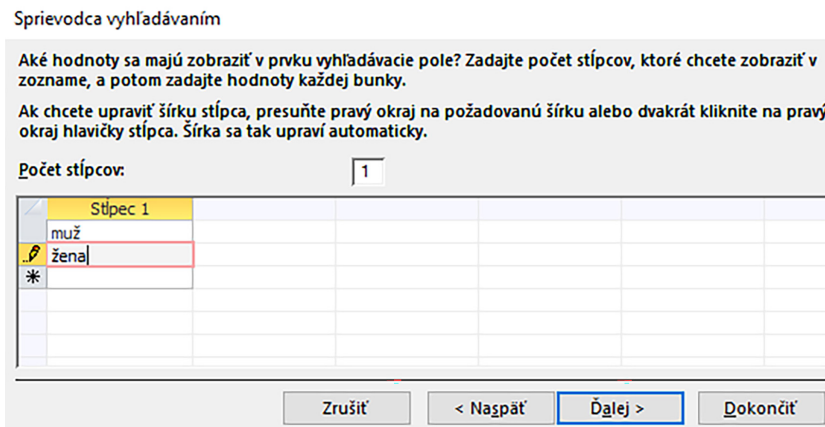 Sprievodca vyhľadávaním
Aké hodnoty sa majú zobraziť v prvku vyhľadávacie pole? Zadajte počet stĺpcov, ktoré chcete zobraziť v
zozname, a potom zadajte hodnoty každej bunky.
Ak chcete upraviť šírku stĺpca, presuňte pravý okraj na požadovanú šírku alebo dvakrát kliknite na pravý
okraj hlavičky stĺpca. Šírka sa tak upraví automaticky.
Počet stĺpcov: 1
Stĺpec 1
muž
žena
Zrušiť < Naspäť Ďalej > Dokončiť